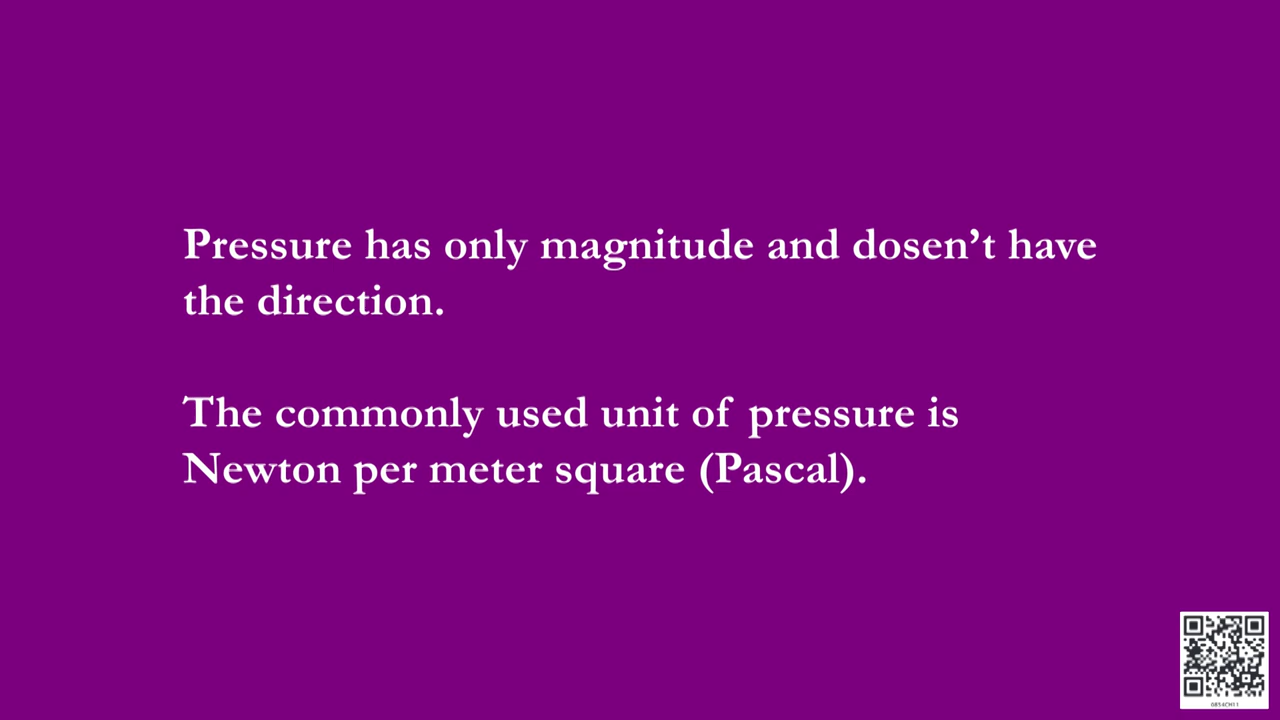 Pressure has only magnitude and dosen’t have
the direction.
The commonly used unit of pressure is
Newton per meter square (Pascal).
0854CH11